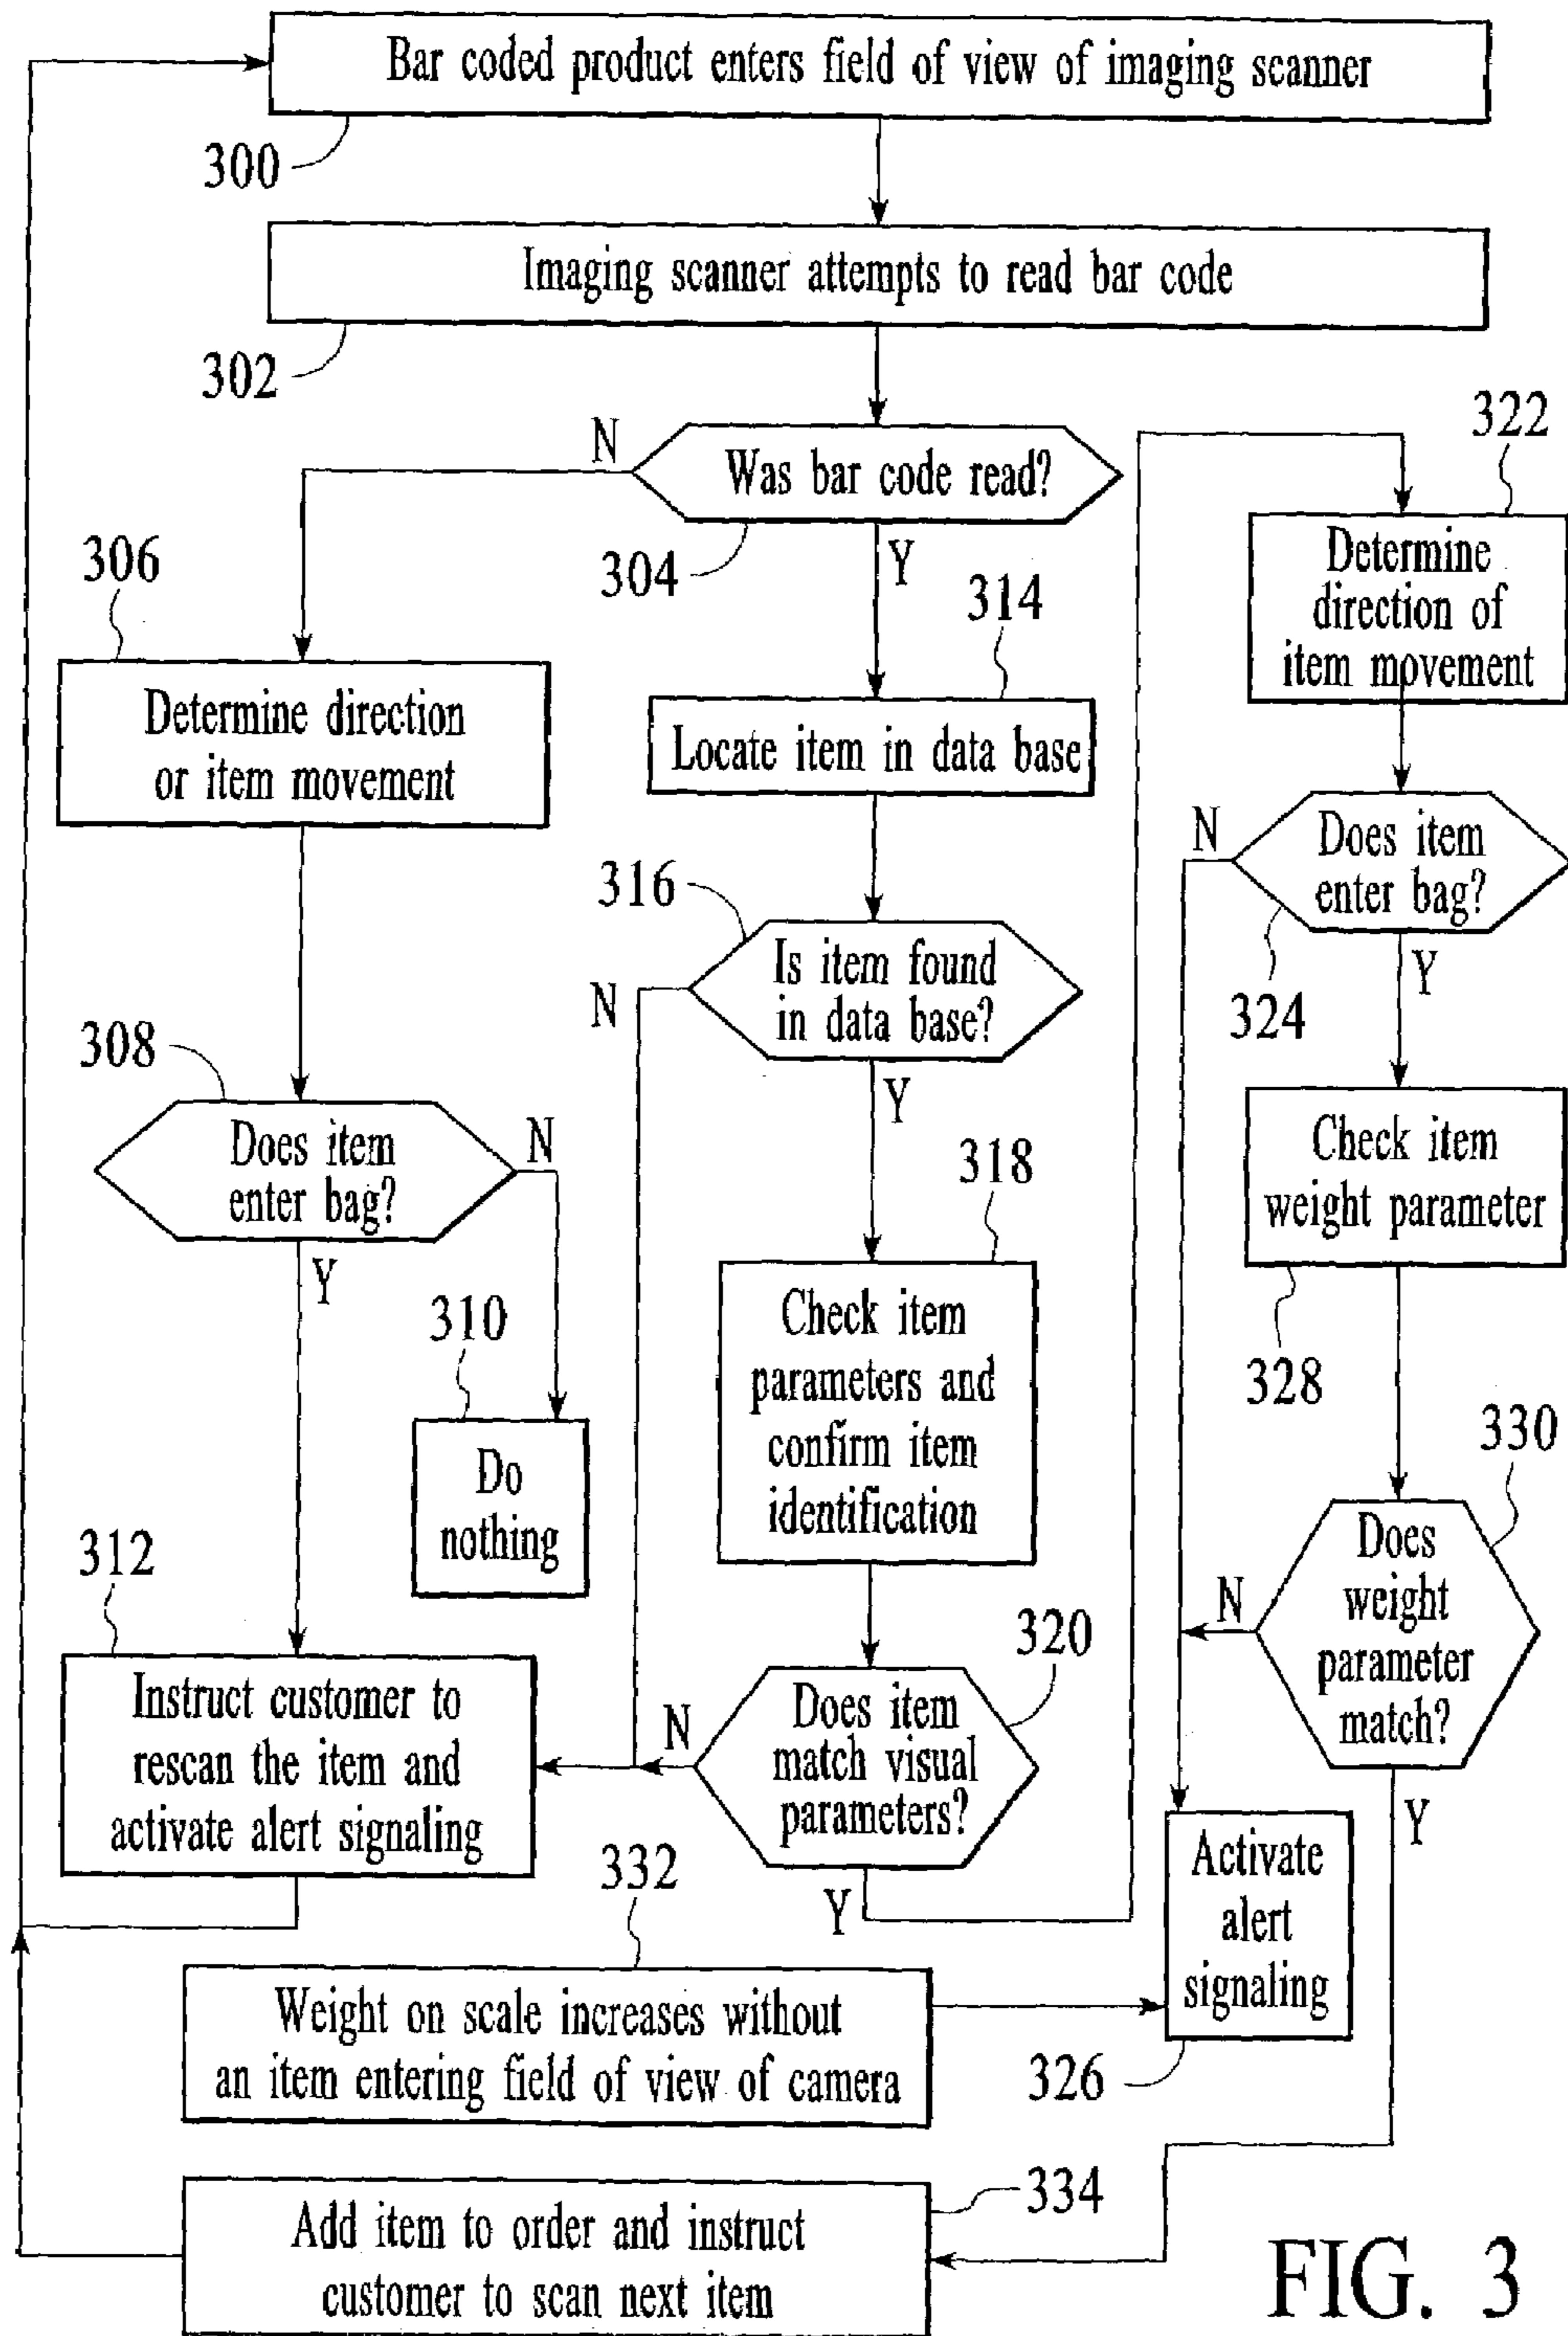 Bar coded product enters field of view of imaging scanner
300
Imaging scanner attempts to read bar code
302
N
Was bar code read?
304
Y
306
Determine direction
or item movement
308
Does item
enter bag?
N
Y
310
Do
nothing
312
Instruct customer to
rescan the item and
activate alert signaling
314
Locate item in data base
316
Is item found
in data base?
N
Y
318
Check item
parameters and
confirm item
identification
320
Does item
match visual
parameters?
N
Y
322
Determine
direction of
item movement
N
Does item
enter bag?
324
Y
Check item
weight parameter
328
330
Does
weight
parameter
match?
N
Y
Activate
alert
signaling
326
332
Weight on scale increases without
an item entering field of view of camera
334
Add item to order and instruct
customer to scan next item
FIG. 3